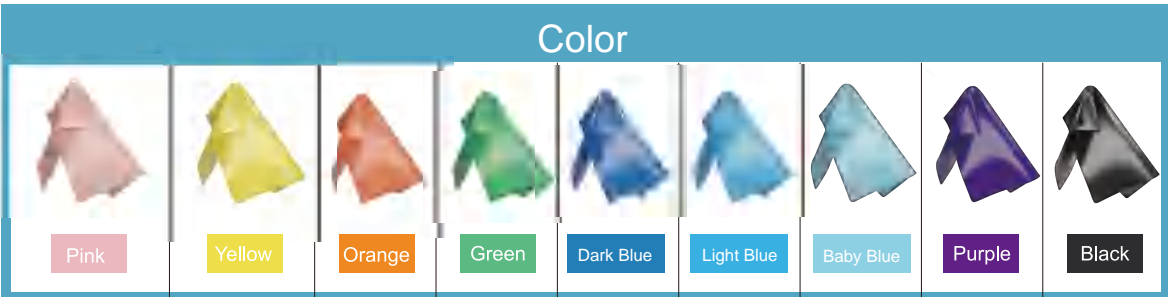 Color
Pink
Yellow
Orange
Green
Dark Blue
Light Blue
Baby Blue
Purple
Black